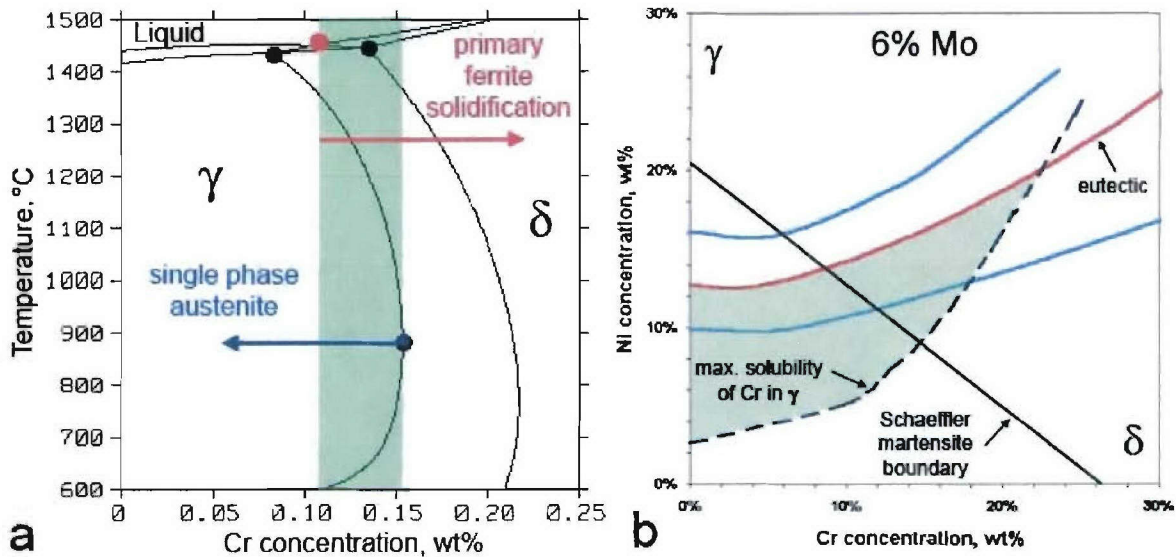 1500
1400
1300
1200
1100
1000
900
800
700
600
Temperature, °C
Liquid
primary
ferrite
solidification
γ
δ
single phase
austenite
0
0.05
0.10
0.15
0.20
0.25
Cr concentration, wt%
a
30%
20%
10%
0%
Ni concentration, wt%
γ
6% Mo
eutectic
max. solubility
of Cr in γ
Schaeffler
martensite
boundary
δ
0%
10%
20%
30%
Cr concentration, wt%
b